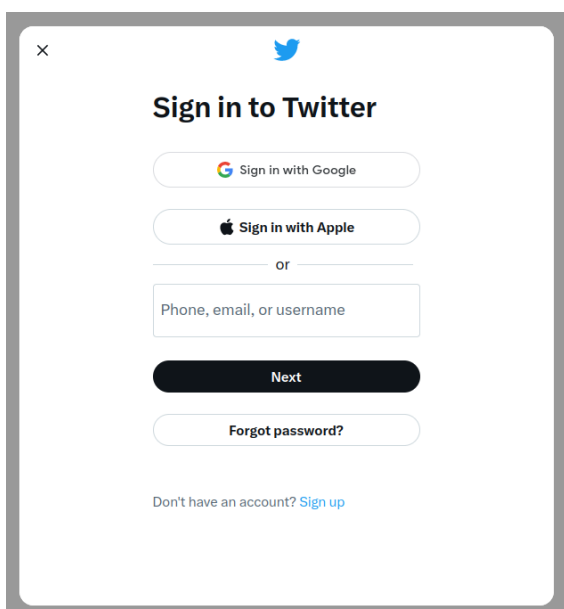 Sign in to Twitter
Sign in with Google
Sign in with Apple
or
Phone, email, or username
Next
Forgot password?
Don't have an account? Sign up